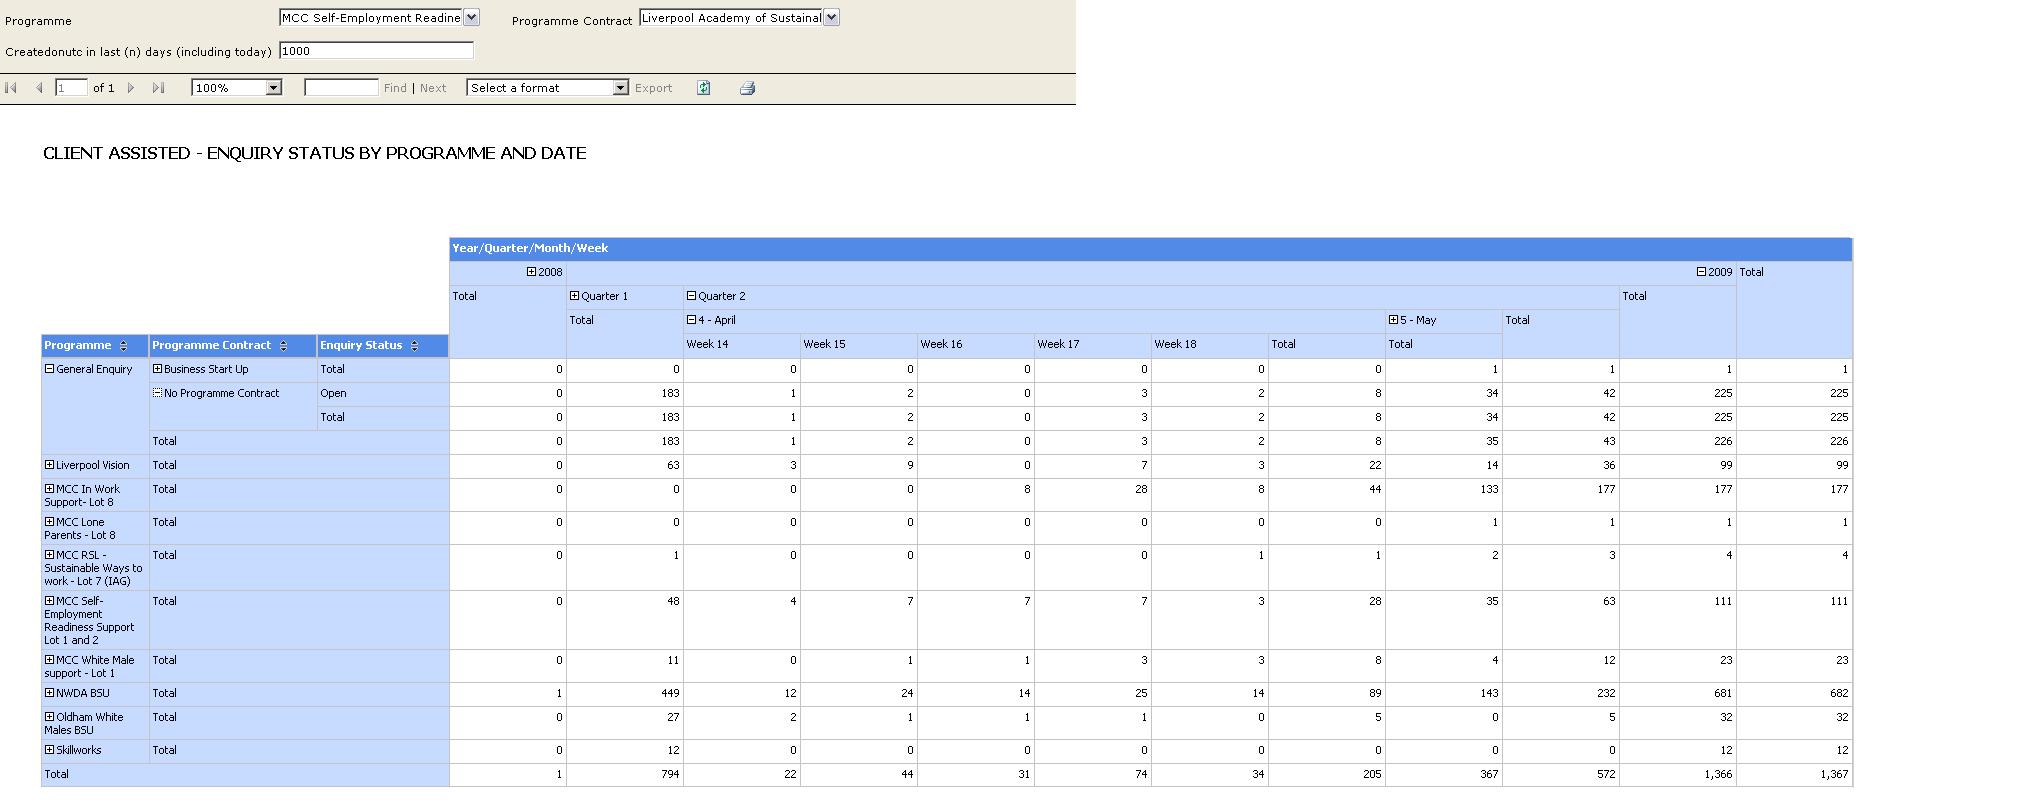 Programme MCC Self-Employment Readine Programme Contract Liverpool Academy of Sustainal
Createdonutc in last (n) days (including today) 1000
1 of 1 100% Find | Next Select a format Export
CLIENT ASSISTED - ENQUIRY STATUS BY PROGRAMME AND DATE
Year/Quarter/Month/Week
2008 2009 Total
Total Quarter 1 Quarter 2 Total
Total 4 - April 5 - May Total
Programme Programme Contract Enquiry Status Week 14 Week 15 Week 16 Week 17 Week 18 Total Total
General Enquiry Business Start Up Total 0 0 0 0 0 0 0 0 1 1 1 1
No Programme Contract Open 0 183 1 2 0 3 2 8 34 42 225 225
Total 0 183 1 2 0 3 2 8 34 42 225 225
Total 0 183 1 2 0 3 2 8 35 43 226 226
Liverpool Vision Total 0 63 3 9 0 7 3 22 14 36 99 99
MCC In Work Total 0 0 0 0 8 28 8 44 133 177 177 177
Support- Lot 8
MCC Lone Total 0 0 0 0 0 0 0 0 1 1 1 1
Parents - Lot 8
MCC RSL - Total 0 1 0 0 0 0 1 1 2 3 4 4
Sustainable Ways to
work - Lot 7 (IAG)
MCC Self- Total 0 48 4 7 7 7 3 28 35 63 111 111
Employment
Readiness Support
Lot 1 and 2
MCC White Male Total 0 11 0 1 1 3 3 8 4 12 23 23
support - Lot 1
NWDA BSU Total 1 449 12 24 14 25 14 89 143 232 681 682
Oldham White Total 0 27 2 1 1 1 0 5 0 5 32 32
Males BSU
Skillworks Total 0 12 0 0 0 0 0 0 0 0 12 12
Total 1 794 22 44 31 74 34 205 367 572 1,366 1,367